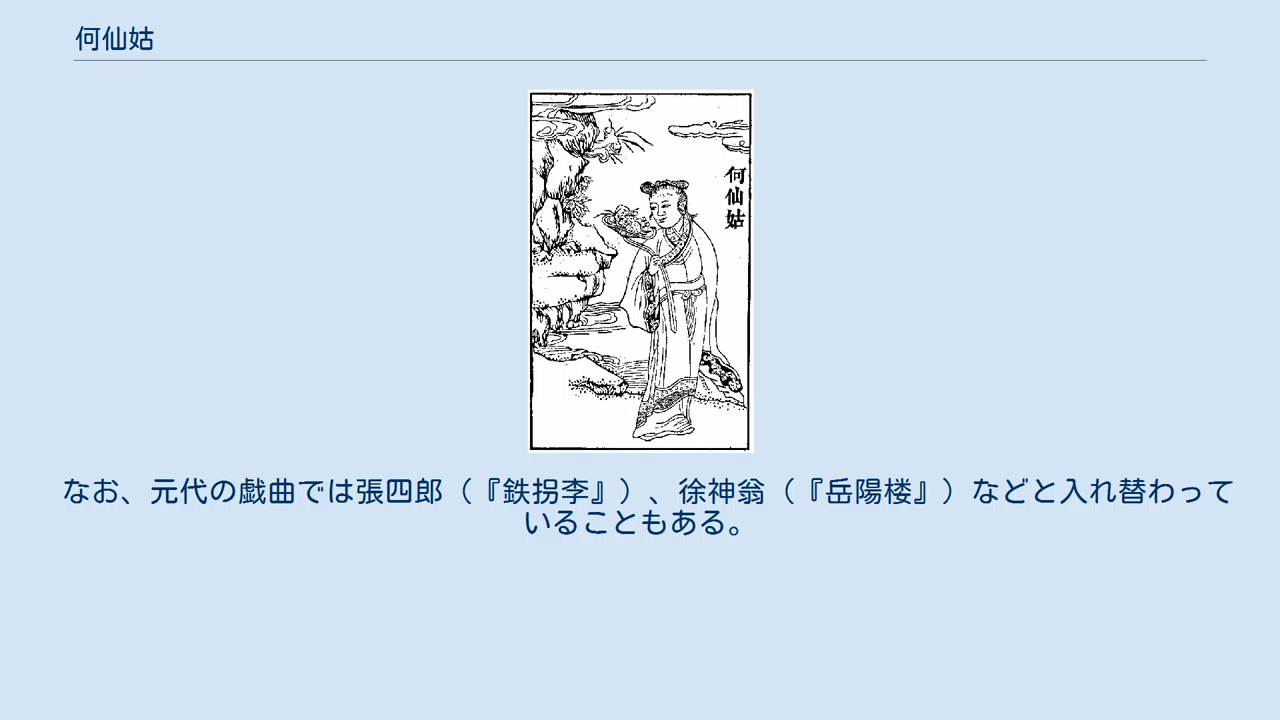 何仙姑
何仙姑
なお、元代の戯曲では張四郎（『鉄拐李』）、徐神翁（『岳陽楼』）などと入れ替わって
いることもある。